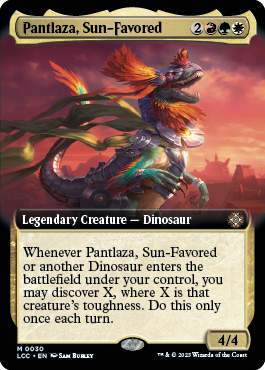 Pantlaza, Sun-Favored 2
Legendary Creature — Dinosaur
Whenever Pantlaza, Sun-Favored
or another Dinosaur enters the
battlefield under your control, you
may discover X, where X is that
creature's toughness. Do this only
once each turn.
4/4
M 0030
LCC • EN Sam Burley ™ & © 2023 Wizards of the Coast